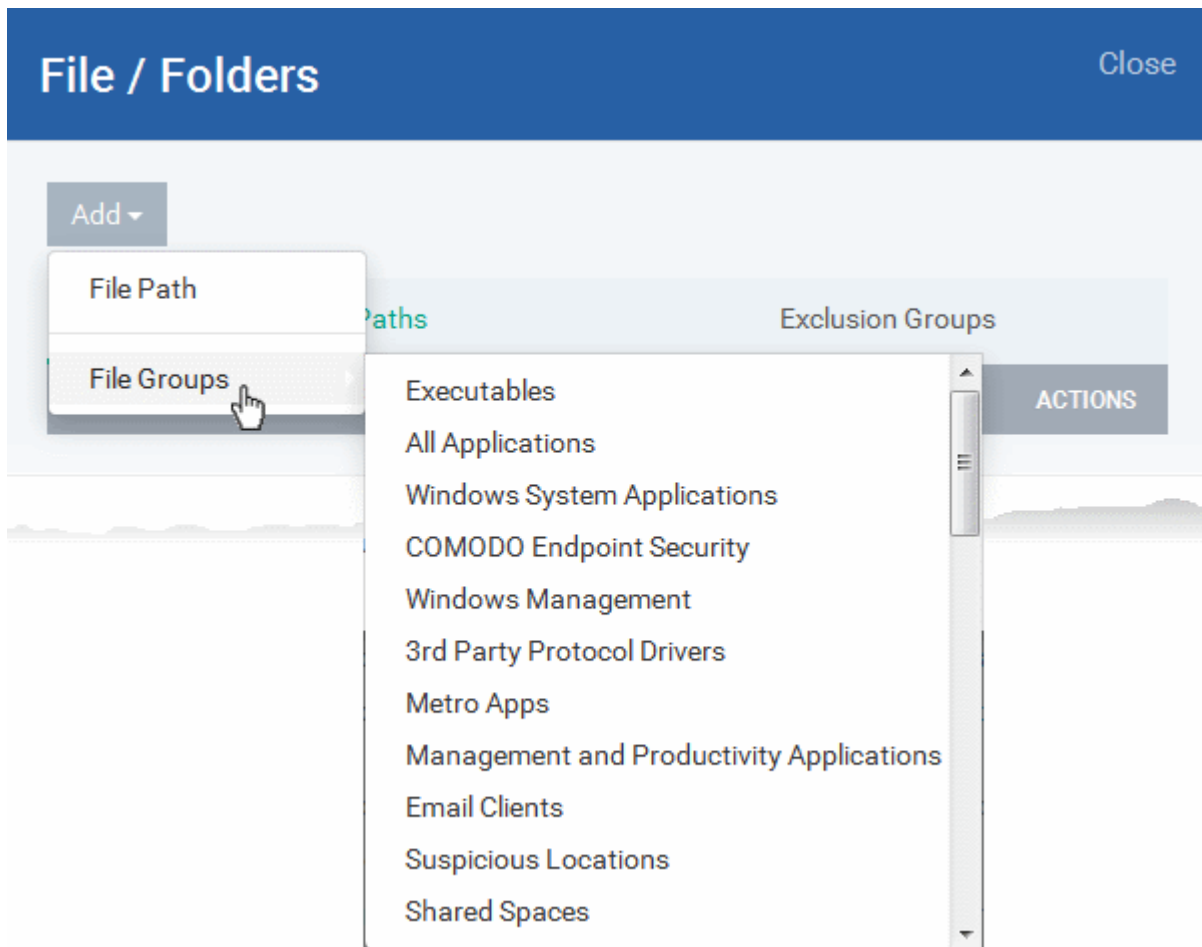 File / Folders
Close
Add
File Path
Paths
Exclusion Groups
File Groups
ACTIONS
Executables
All Applications
Windows System Applications
COMODO Endpoint Security
Windows Management
3rd Party Protocol Drivers
Metro Apps
Management and Productivity Applications
Email Clients
Suspicious Locations
Shared Spaces